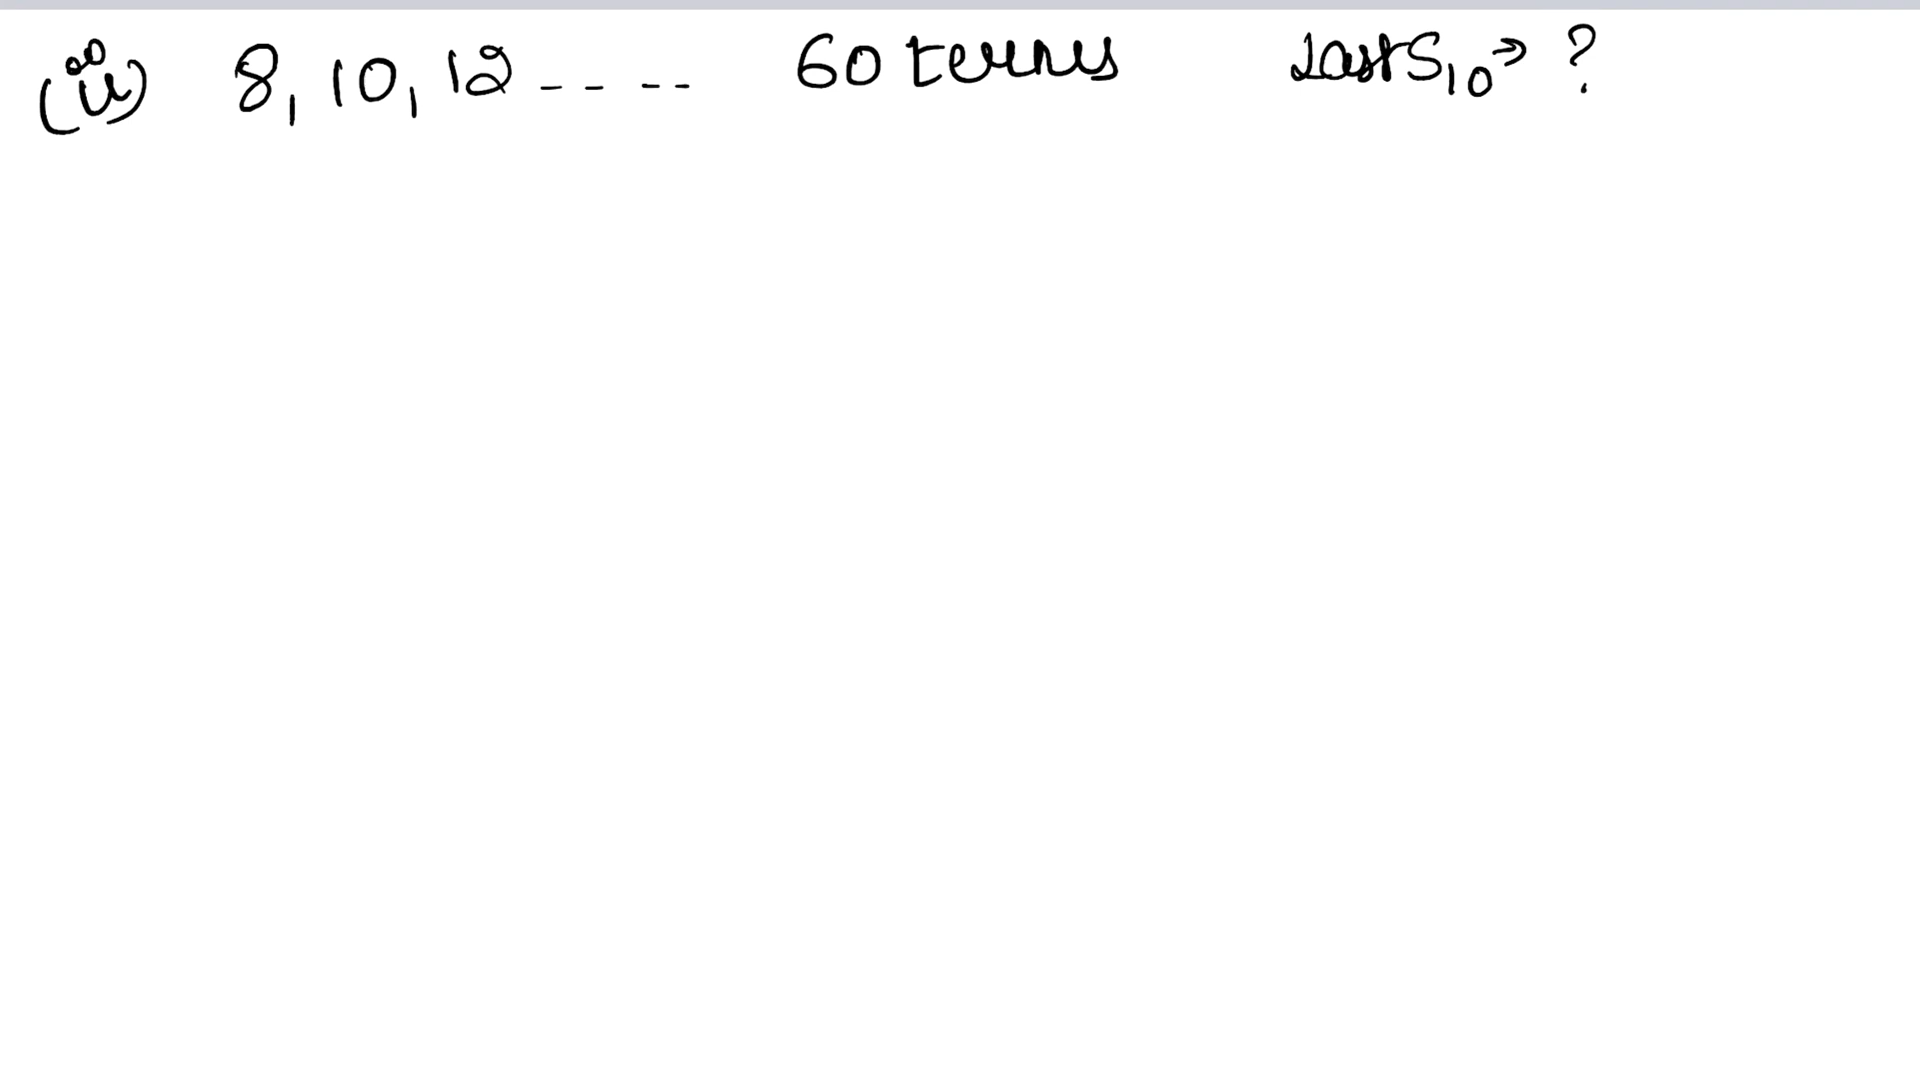 (ii) 8, 10, 12 - - - - 60 terms Last S10 => ?